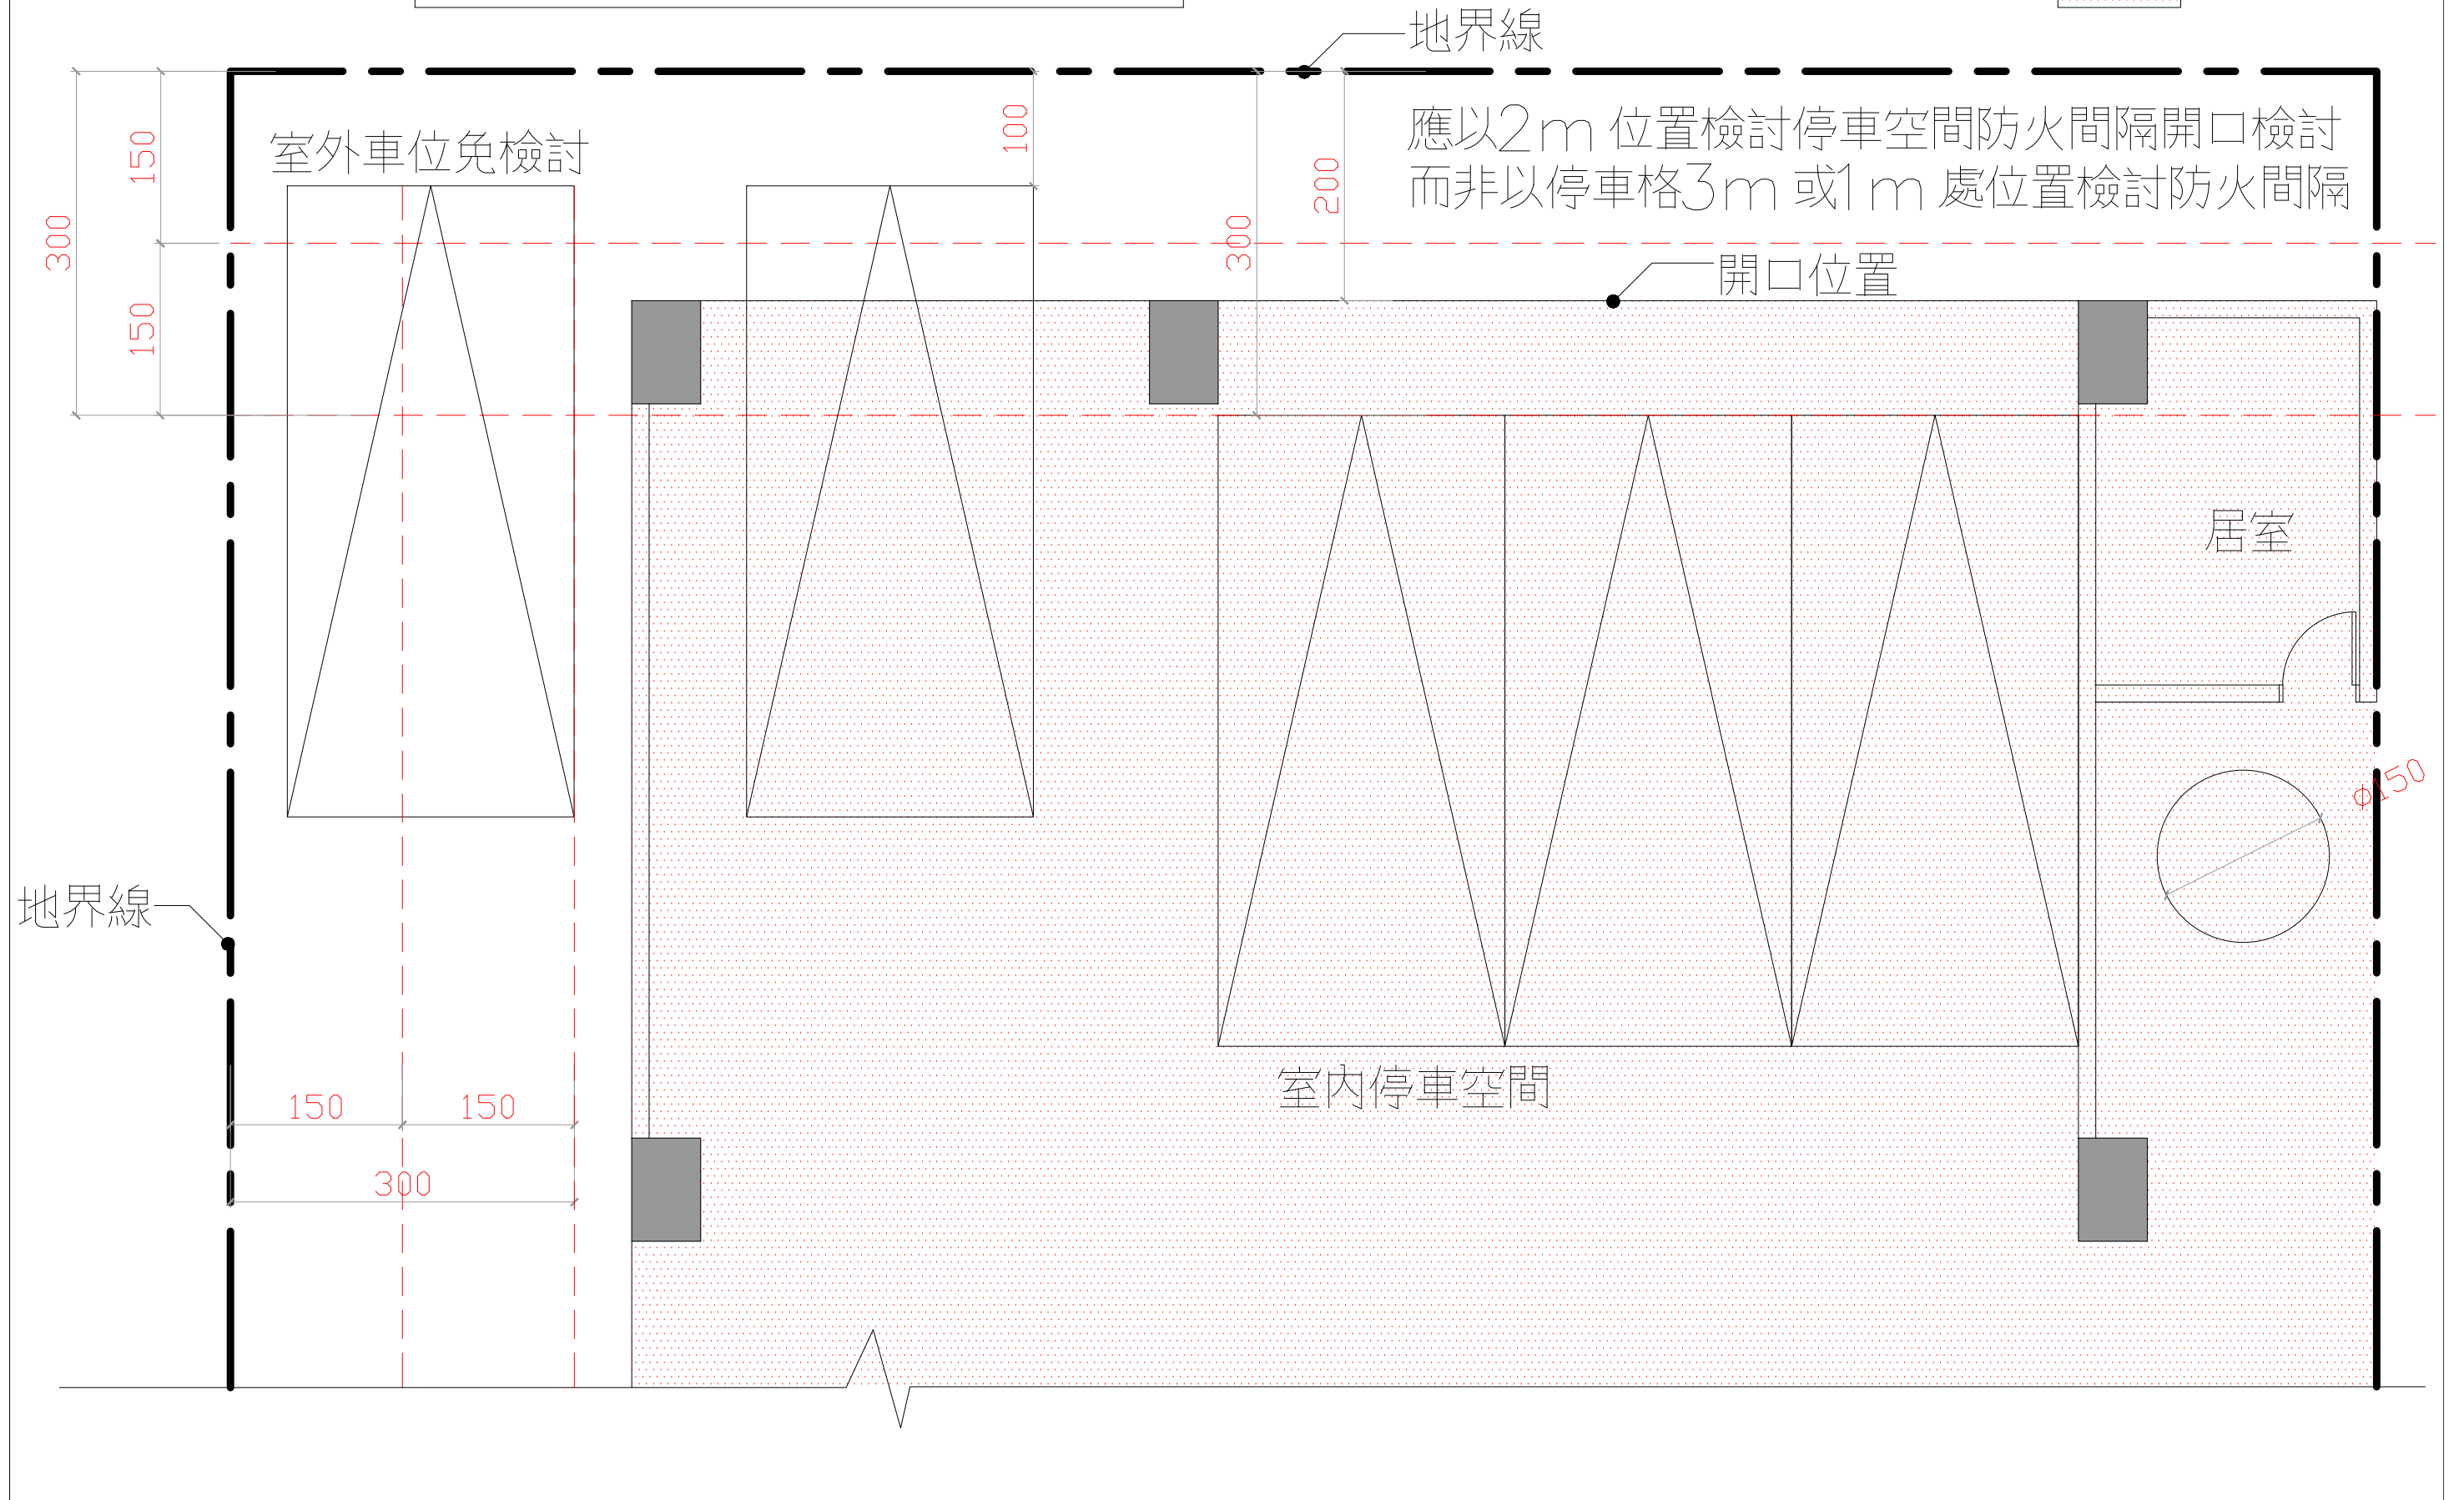 地界線
應以2m 位置檢討停車空間防火間隔開口檢討
而非以停車格3m 或1m 處位置檢討防火間隔
室外車位免檢討
100
150
200
300
300
開口位置
150
居室
φ150
地界線
室內停車空間
150
150
300